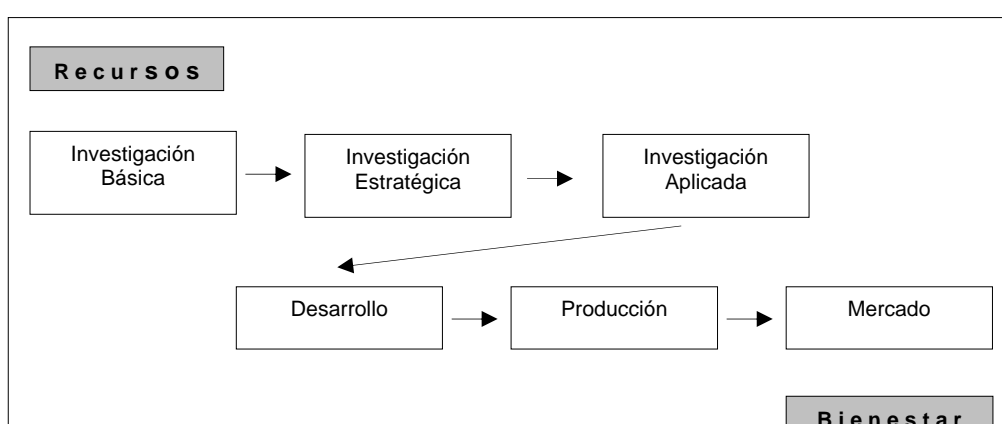 Recursos
Investigación
Básica
Investigación
Estratégica
Investigación
Aplicada
Desarrollo
Producción
Mercado
Bienestar